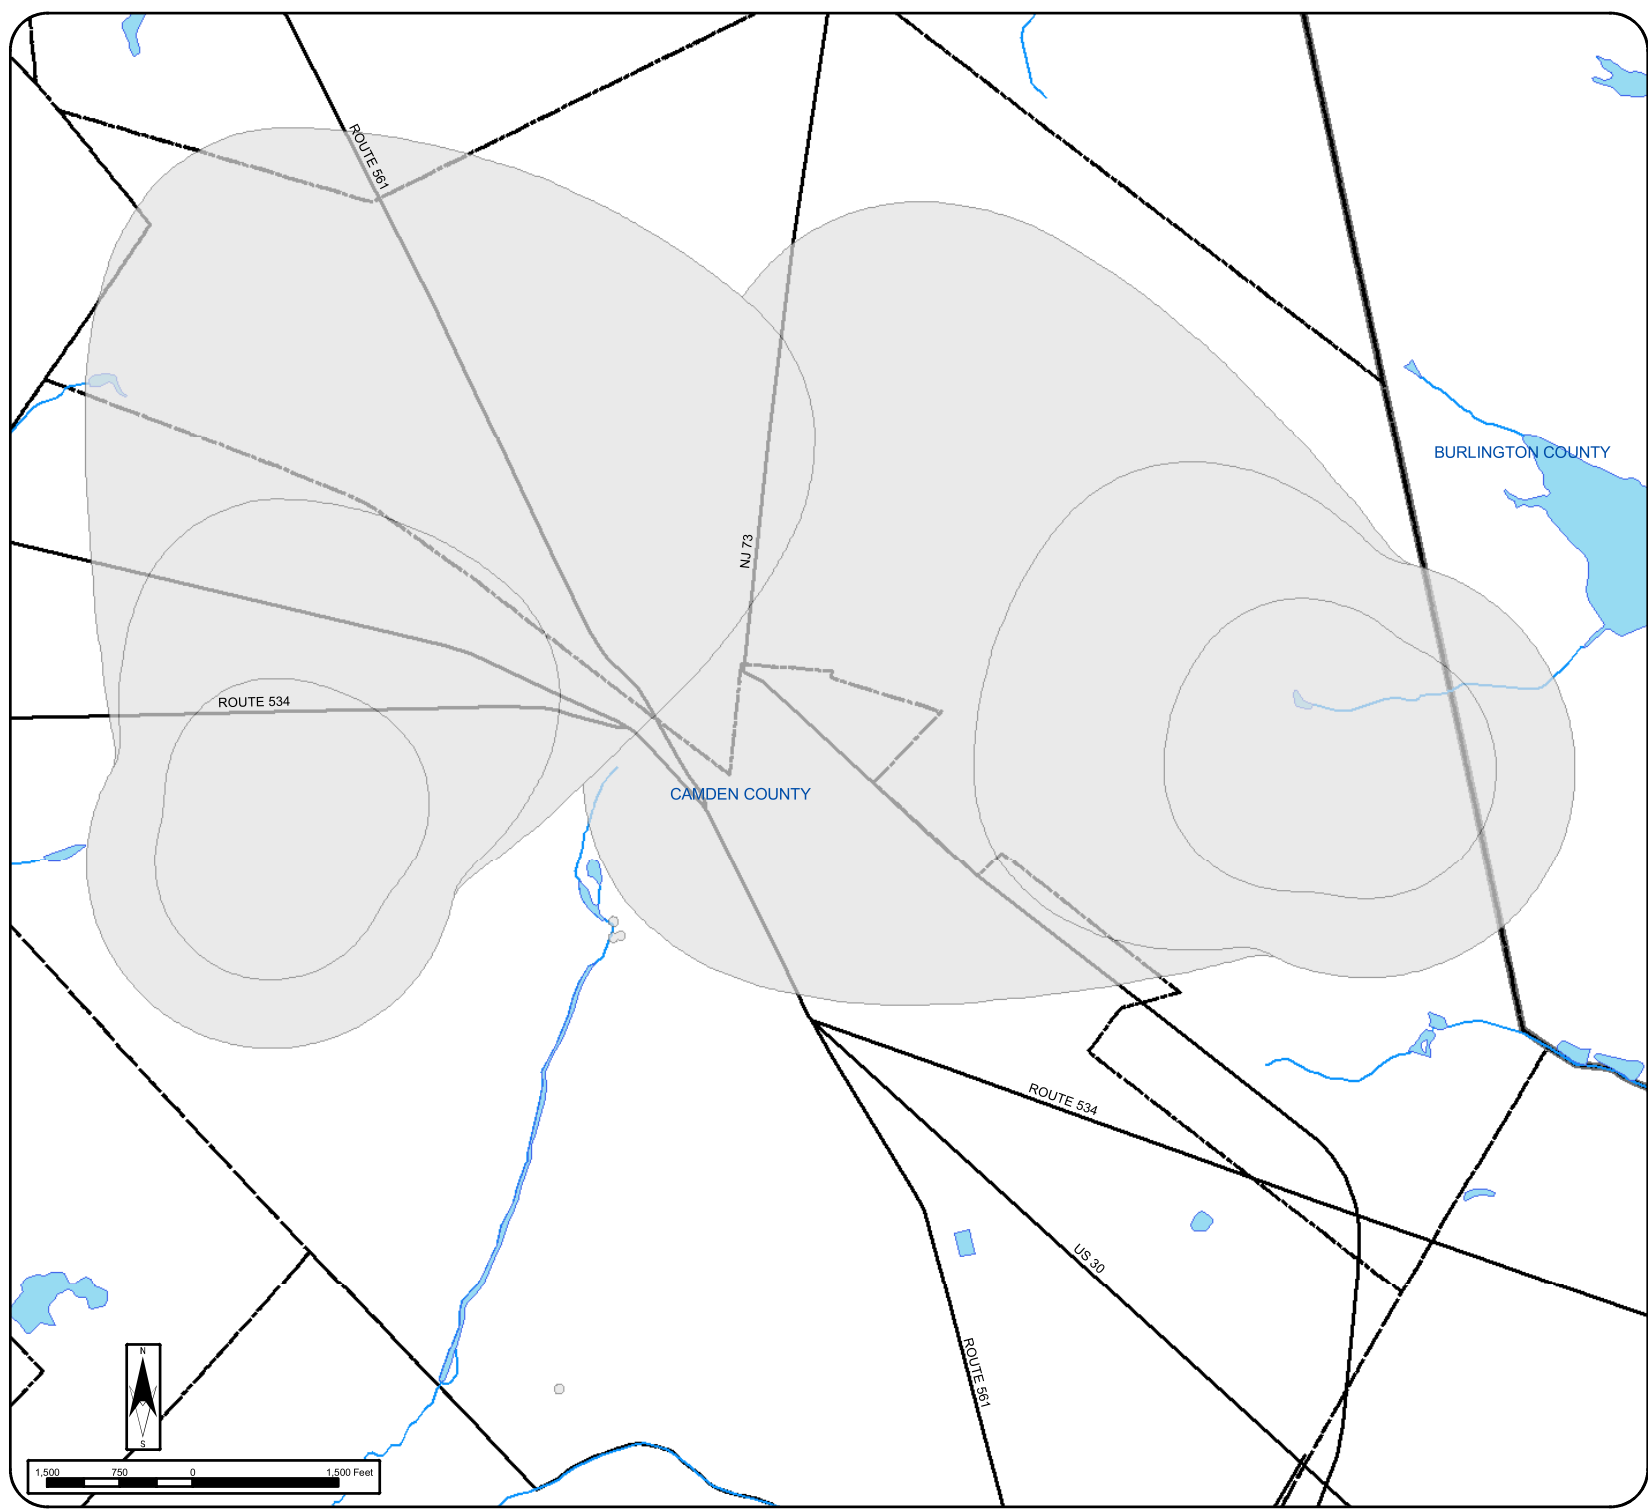 ROUTE 561
BURLINGTON COUNTY
NJ 73
ROUTE 534
CAMDEN COUNTY
ROUTE 534
US 30
ROUTE 561
N
S
1,500 750 0 1,500 Feet